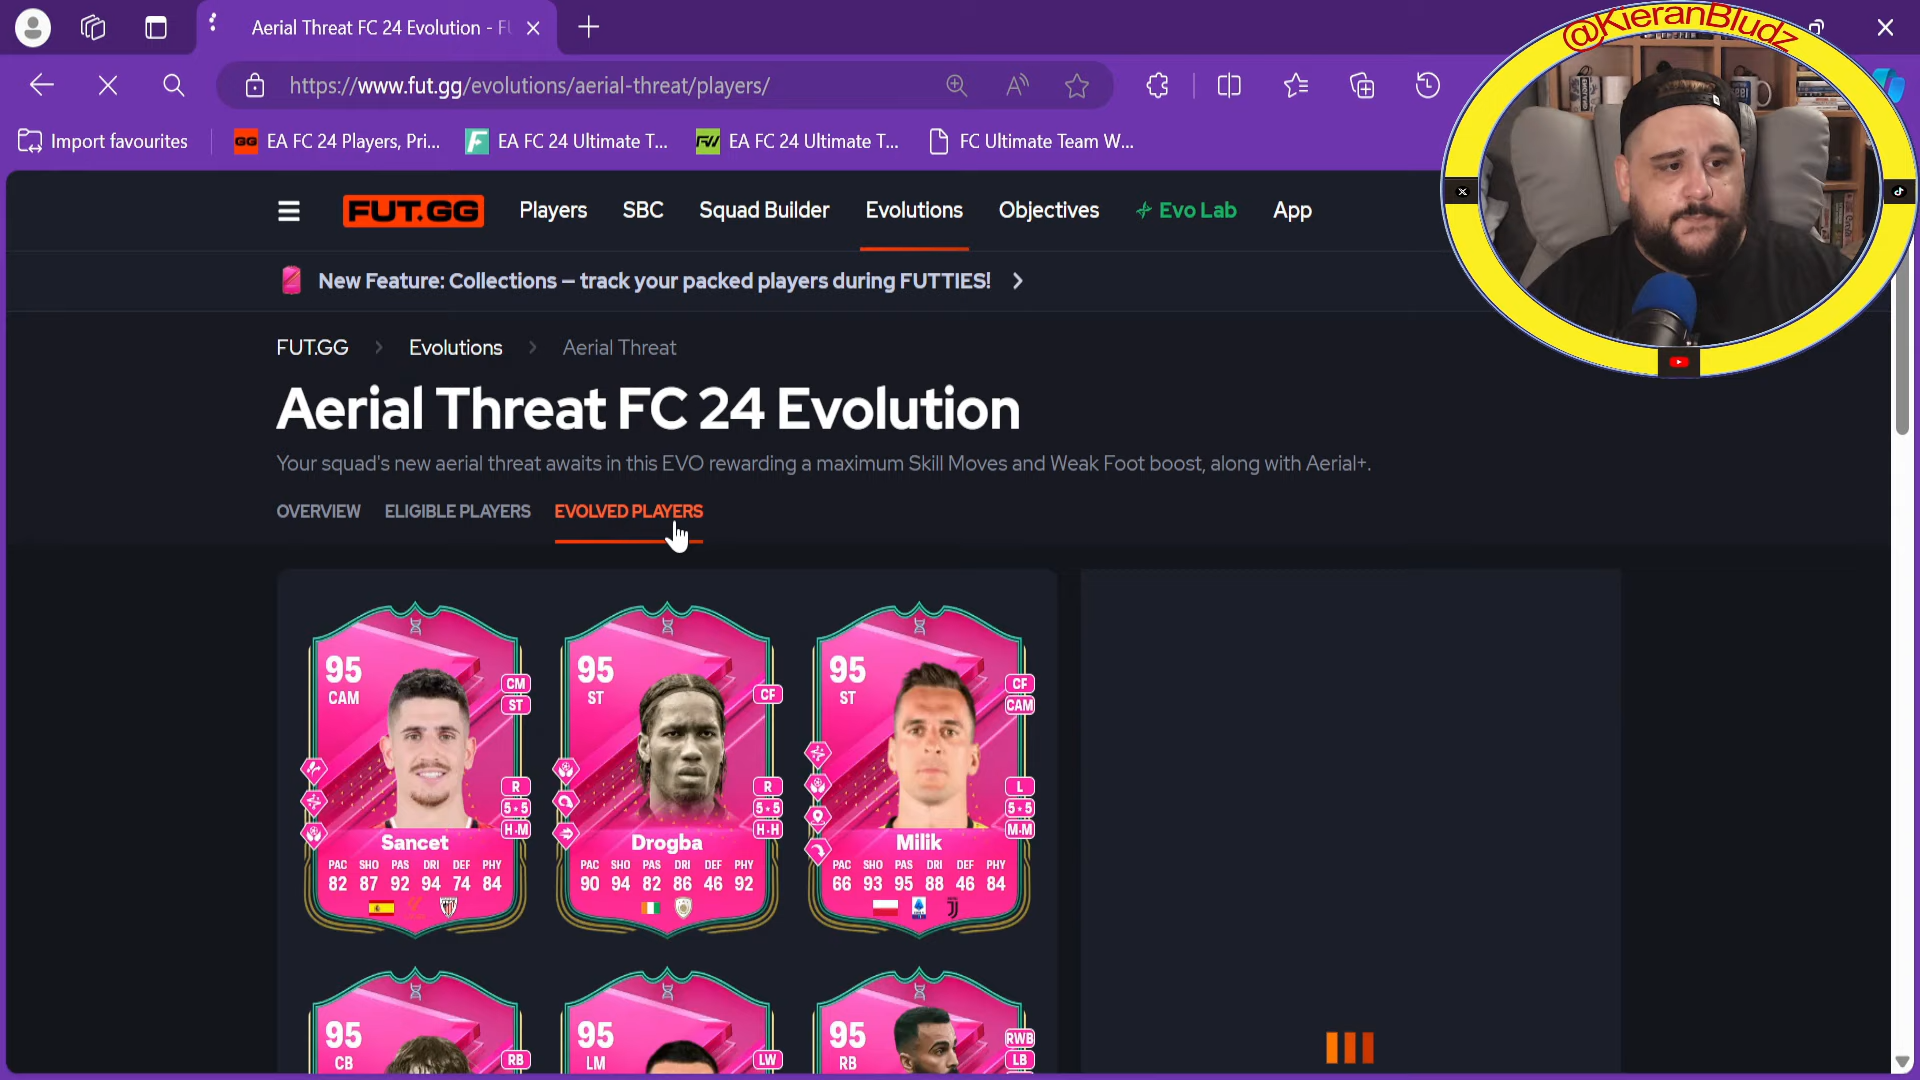 Aerial Threat FC 24 Evolution - FU
@KieranBludz
https://www.fut.gg/evolutions/aerial-threat/players/
Import favourites
GG EA FC 24 Players, Pri...
EA FC 24 Ultimate T...
EA FC 24 Ultimate T...
FC Ultimate Team W...
FUT.GG Players SBC Squad Builder Evolutions Objectives Evo Lab App
New Feature: Collections – track your packed players during FUTTIES!
FUT.GG > Evolutions > Aerial Threat
Aerial Threat FC 24 Evolution
Your squad's new aerial threat awaits in this EVO rewarding a maximum Skill Moves and Weak Foot boost, along with Aerial+.
OVERVIEW ELIGIBLE PLAYERS EVOLVED PLAYERS
95
CAM
CM
ST
R
5⋆5
H⋆M
Sancet
PAC SHO PAS DRI DEF PHY
82 87 92 94 74 84
95
ST
CF
R
5⋆5
H⋆H
Drogba
PAC SHO PAS DRI DEF PHY
90 94 82 86 46 92
95
ST
CF
CAM
L
5⋆5
M⋆M
Milik
PAC SHO PAS DRI DEF PHY
66 93 95 88 46 84
95
CB
RB
95
LM
LW
95
RB
RWB
LB